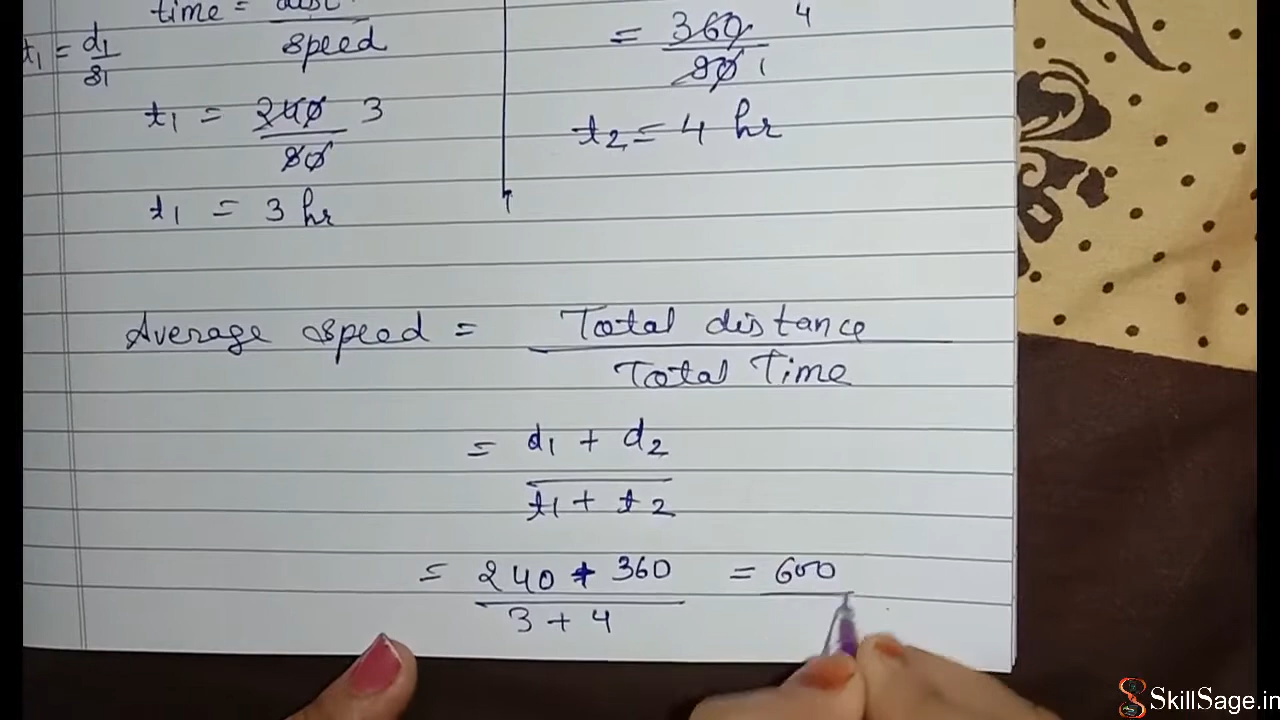 time = dist
speed
t1 = d1
s1
t1 = 240 3
80
t1 = 3 hr
= 360 4
90 1
t2 = 4 hr
Average speed = Total distance
Total Time
= d1 + d2
t1 + t2
= 240 + 360 = 600
3 + 4
SkillSage.in